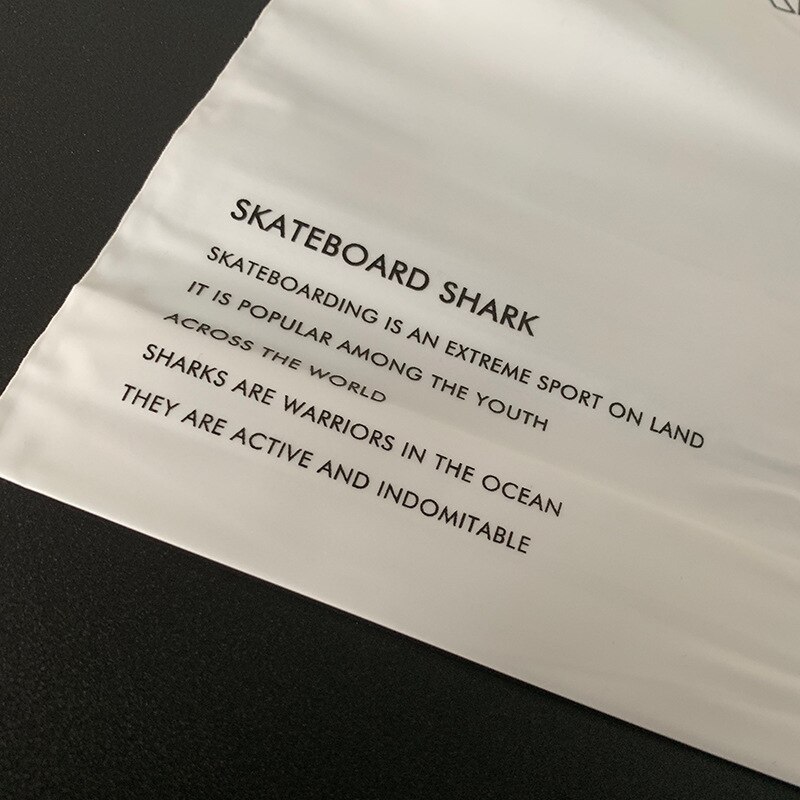 SKATEBOARD SHARK
SKATEBOARDING IS AN EXTREME SPORT ON LAND
IT IS POPULAR AMONG THE YOUTH
ACROSS THE WORLD
SHARKS ARE WARRIORS IN THE OCEAN
THEY ARE ACTIVE AND INDOMITABLE